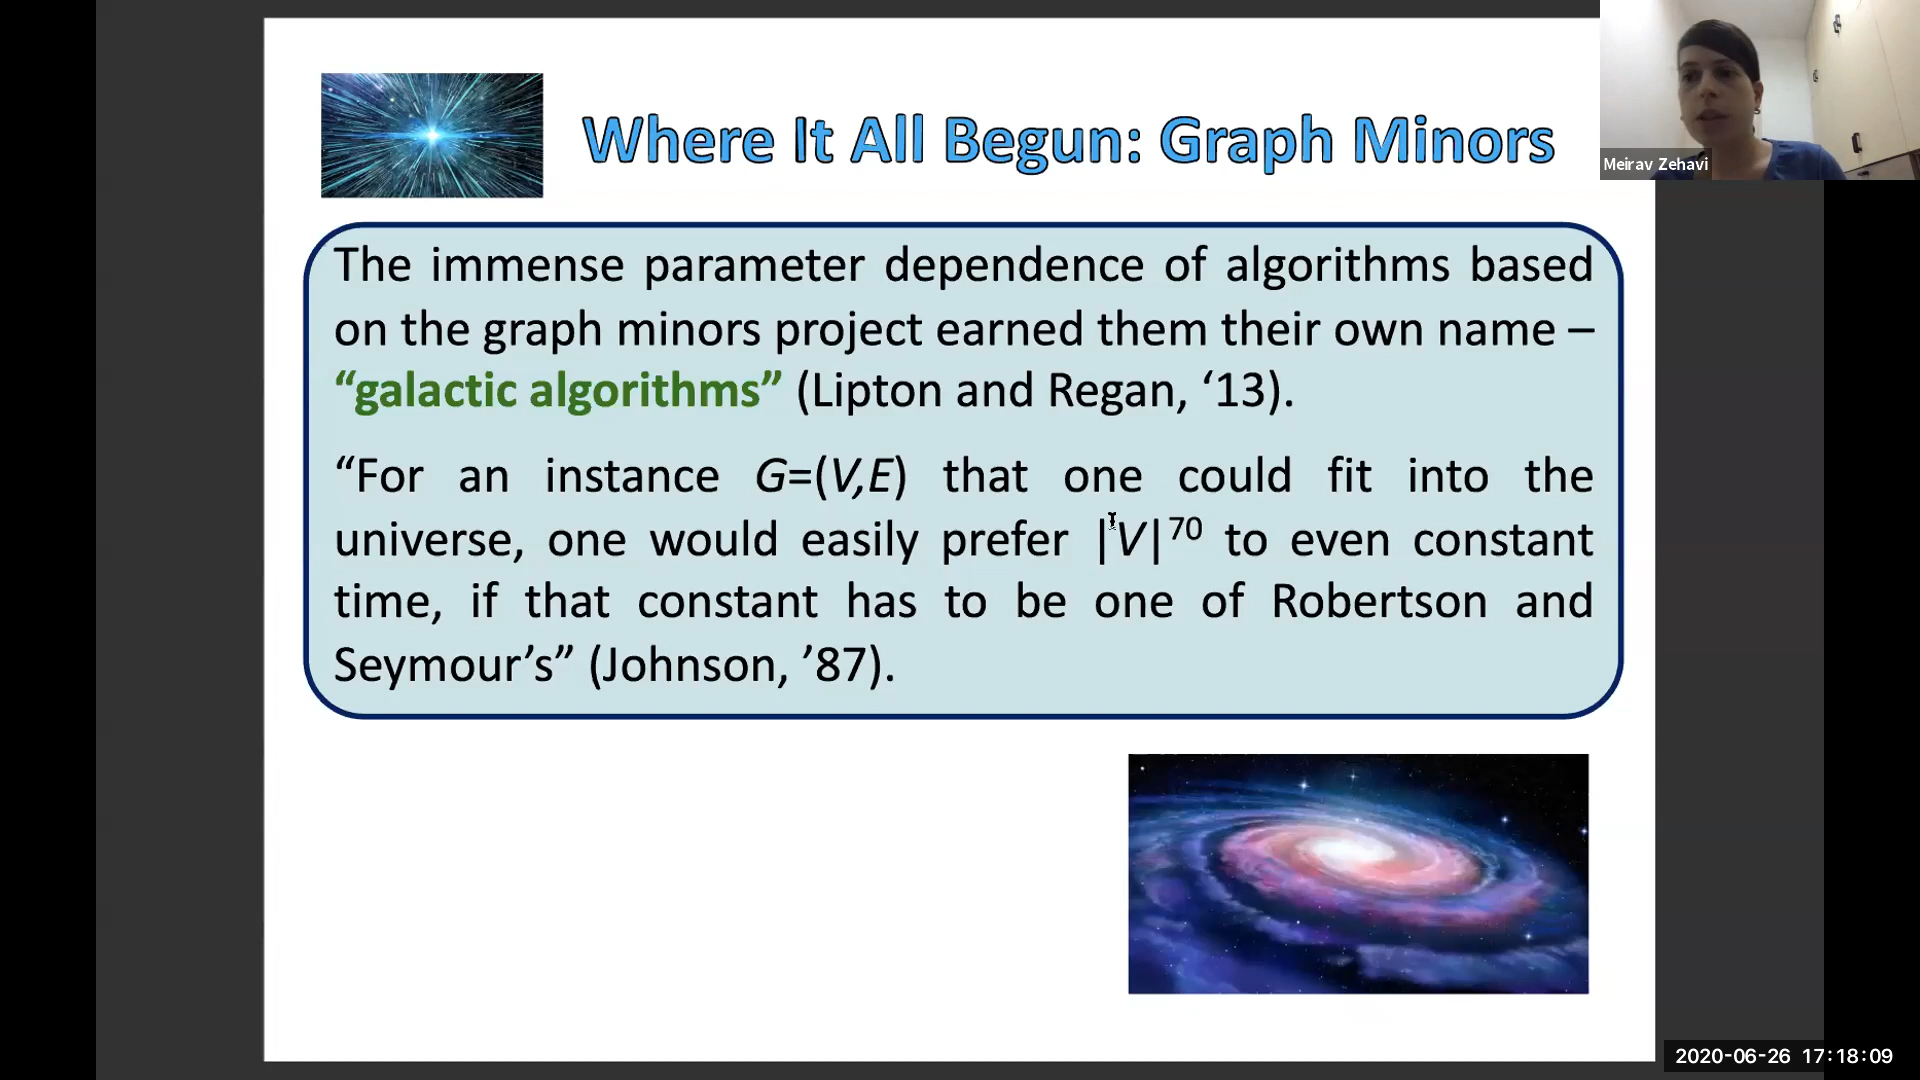 Where It All Begun: Graph Minors
Meirav Zehavi
The immense parameter dependence of algorithms based
on the graph minors project earned them their own name –
“galactic algorithms” (Lipton and Regan, ‘13).
“For an instance G=(V,E) that one could fit into the
universe, one would easily prefer |V|⁷⁰ to even constant
time, if that constant has to be one of Robertson and
Seymour’s” (Johnson, ’87).
2020-06-26 17:18:09